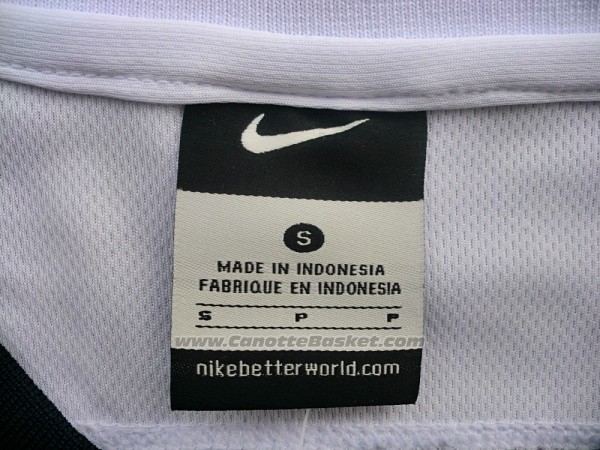 S
MADE IN INDONESIA
FABRIQUE EN INDONESIA
S P P
www.CanotteBasket.com
nikebetterworld.com